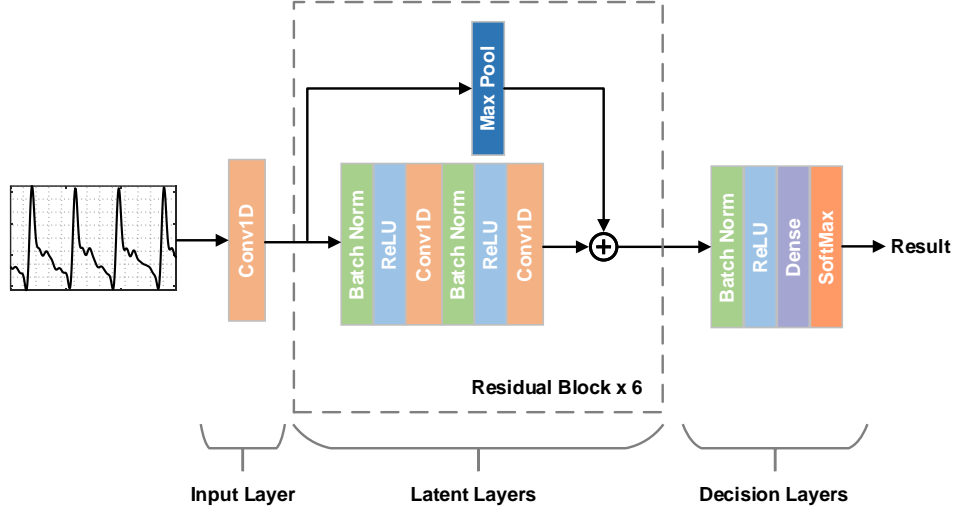 Max Pool
Conv1D
Batch Norm
ReLU
Conv1D
Batch Norm
ReLU
Conv1D
Batch Norm
ReLU
Dense
SoftMax
Result
Residual Block x 6
Input Layer
Latent Layers
Decision Layers